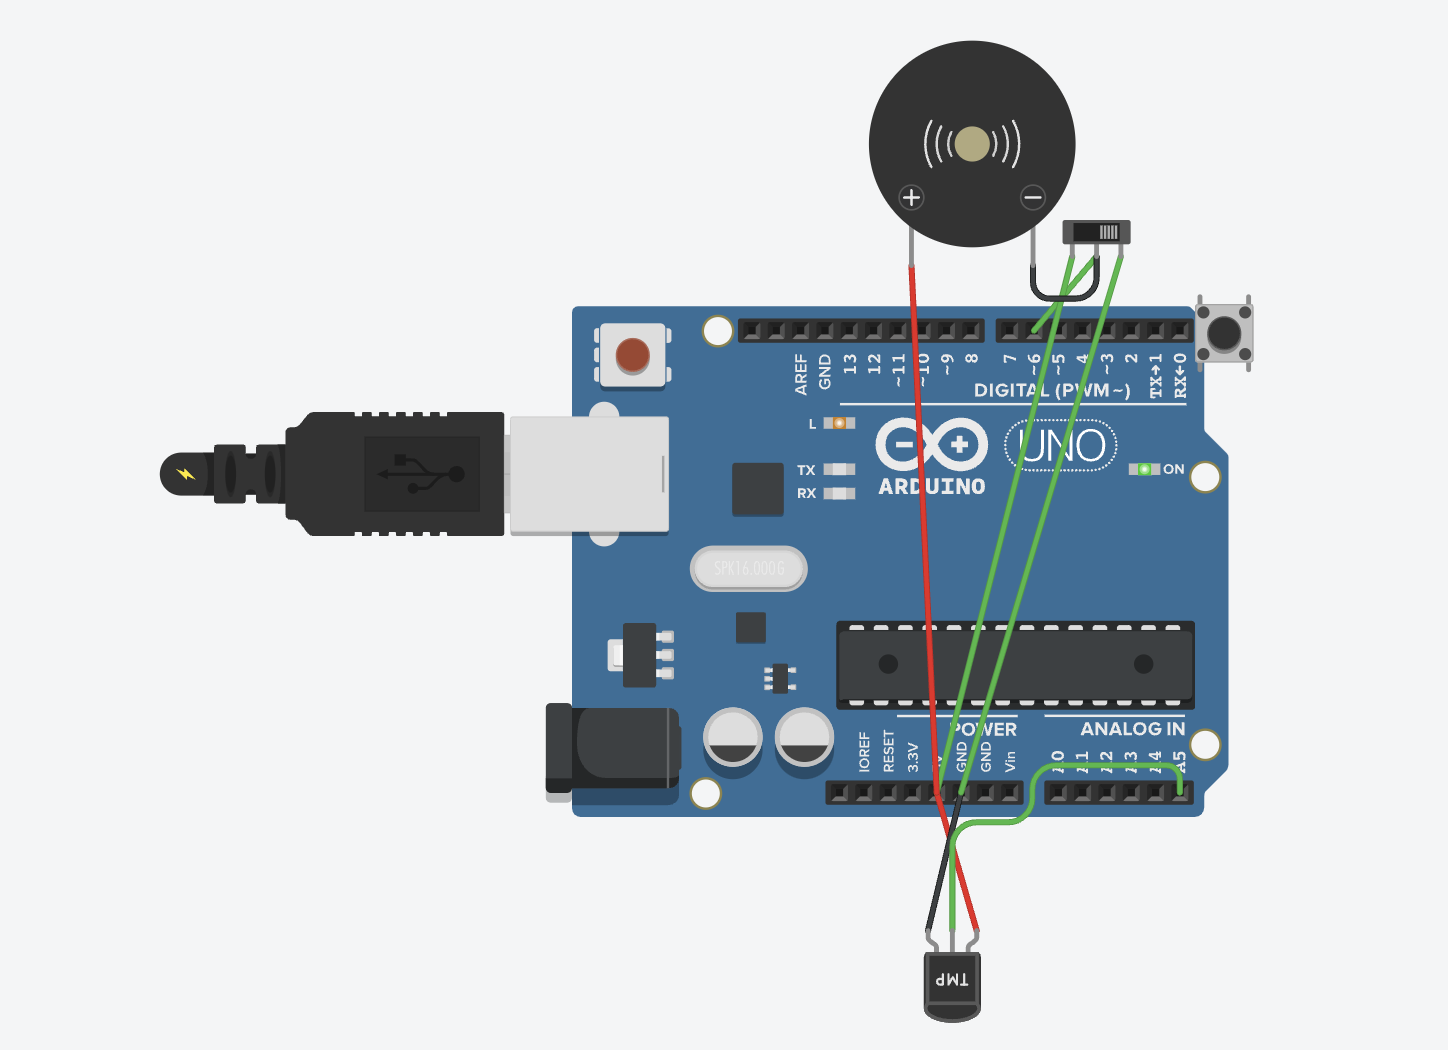 + −
AREF
GND
13
12
~11
~10
~9
8
7
~6
~5
4
~3
2
TX→1
RX←0
DIGITAL (PWM~)
L
UNO
TX
ON
RX
ARDUINO
SPK16.000G
POWER
ANALOG IN
IOREF
RESET
3.3V
GND
GND
Vin
A0
A1
A2
A3
A4
A5
TMP